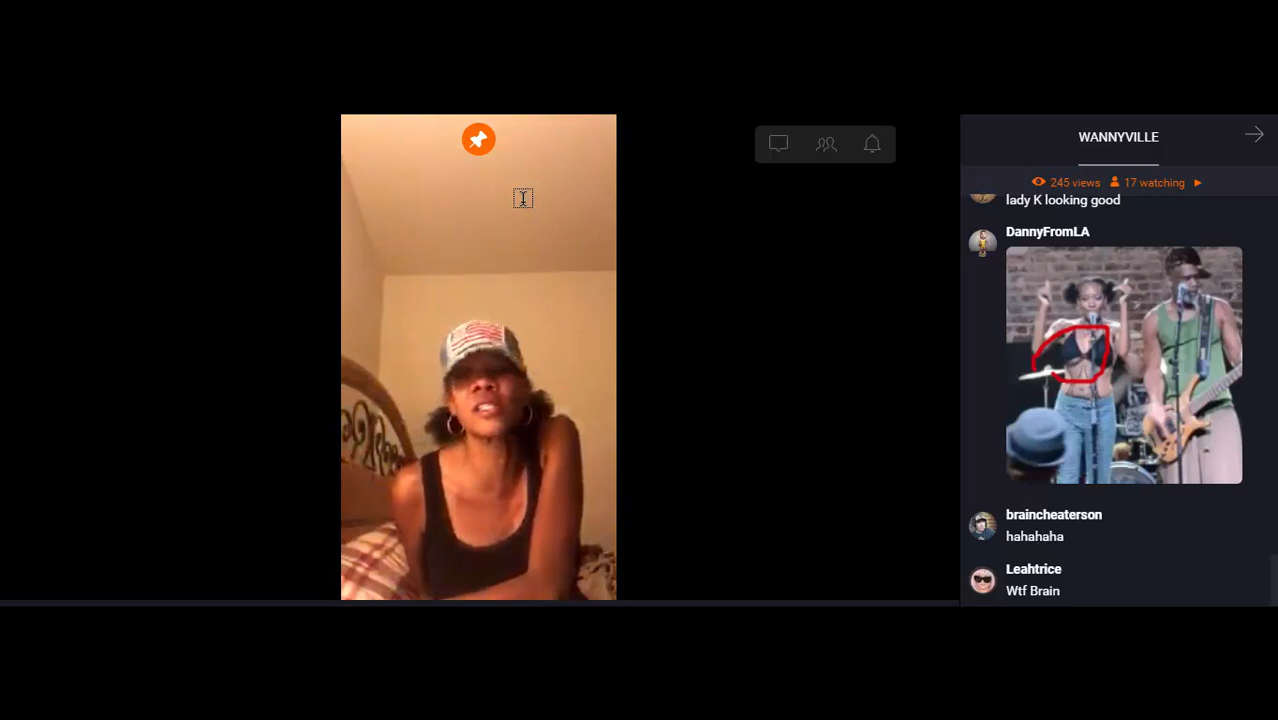 WANNYVILLE
245 views 17 watching
lady K looking good
DannyFromLA
braincheaterson
hahahaha
Leahtrice
Wtf Brain